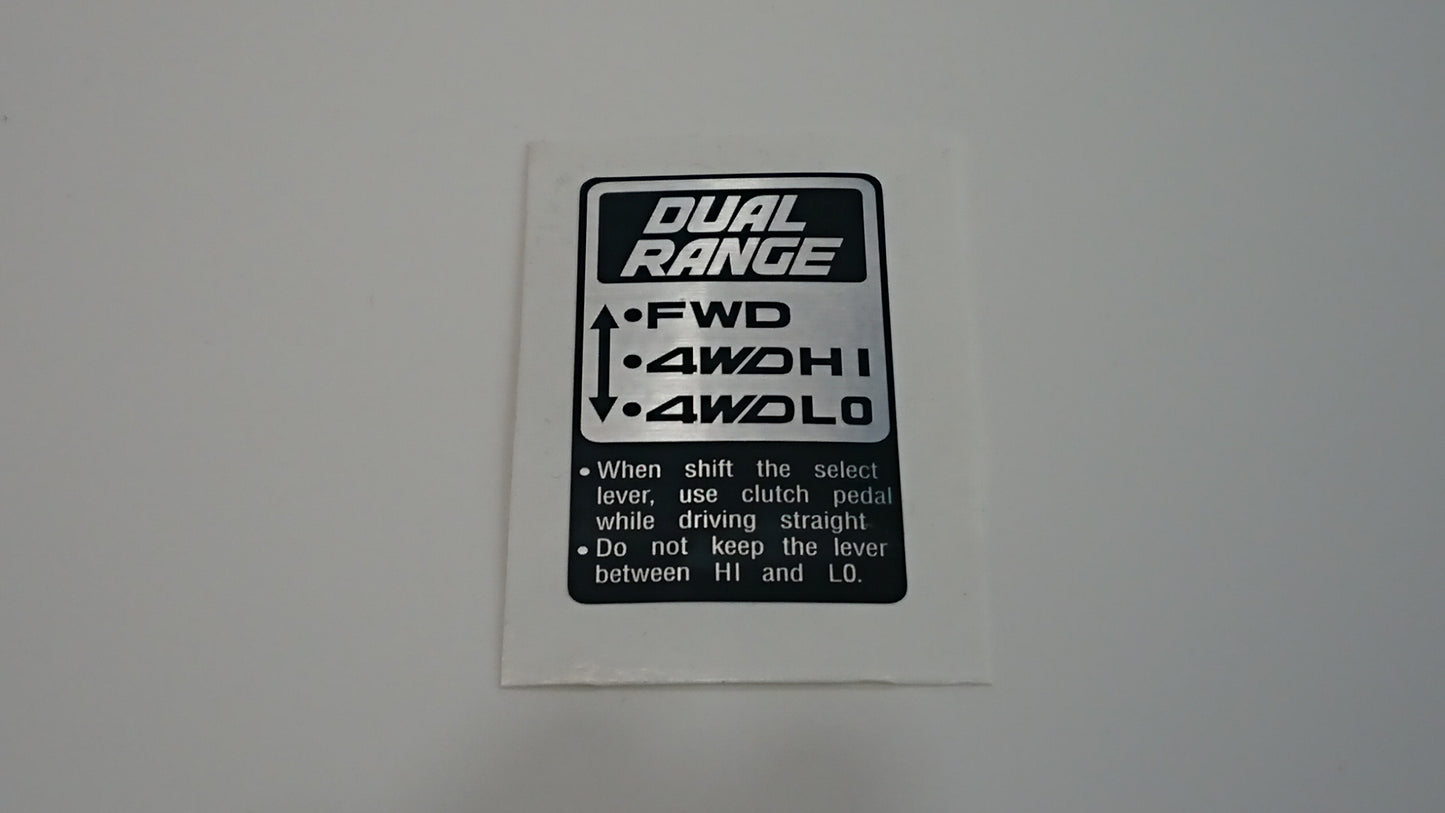 DUAL
RANGE
•FWD
•4WD HI
•4WD LO
• When shift the select
lever, use clutch pedal
while driving straight
• Do not keep the lever
between HI and LO.